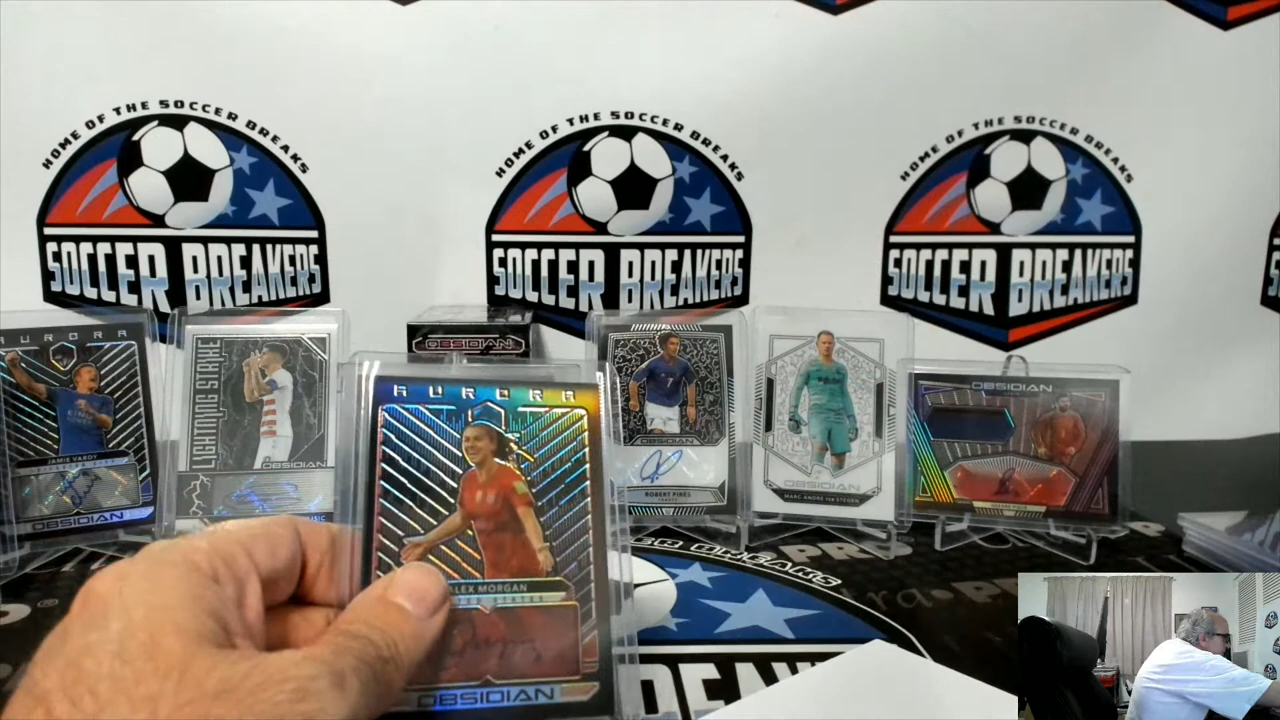 HOME OF THE SOCCER BREAKS
SOCCER BREAKERS
HOME OF THE SOCCER BREAKS
SOCCER BREAKERS
HOME OF THE SOCCER BREAKS
SOCCER BREAKERS
AURORA
JAMIE VARDY
OBSIDIAN
LIGHTNING STRIKE
OBSIDIAN
OBSIDIAN
AURORA
ALEX MORGAN
OBSIDIAN
7
OBSIDIAN
ROBERT PIRES
FRANCE
MARC-ANDRE TER STEGEN
OBSIDIAN